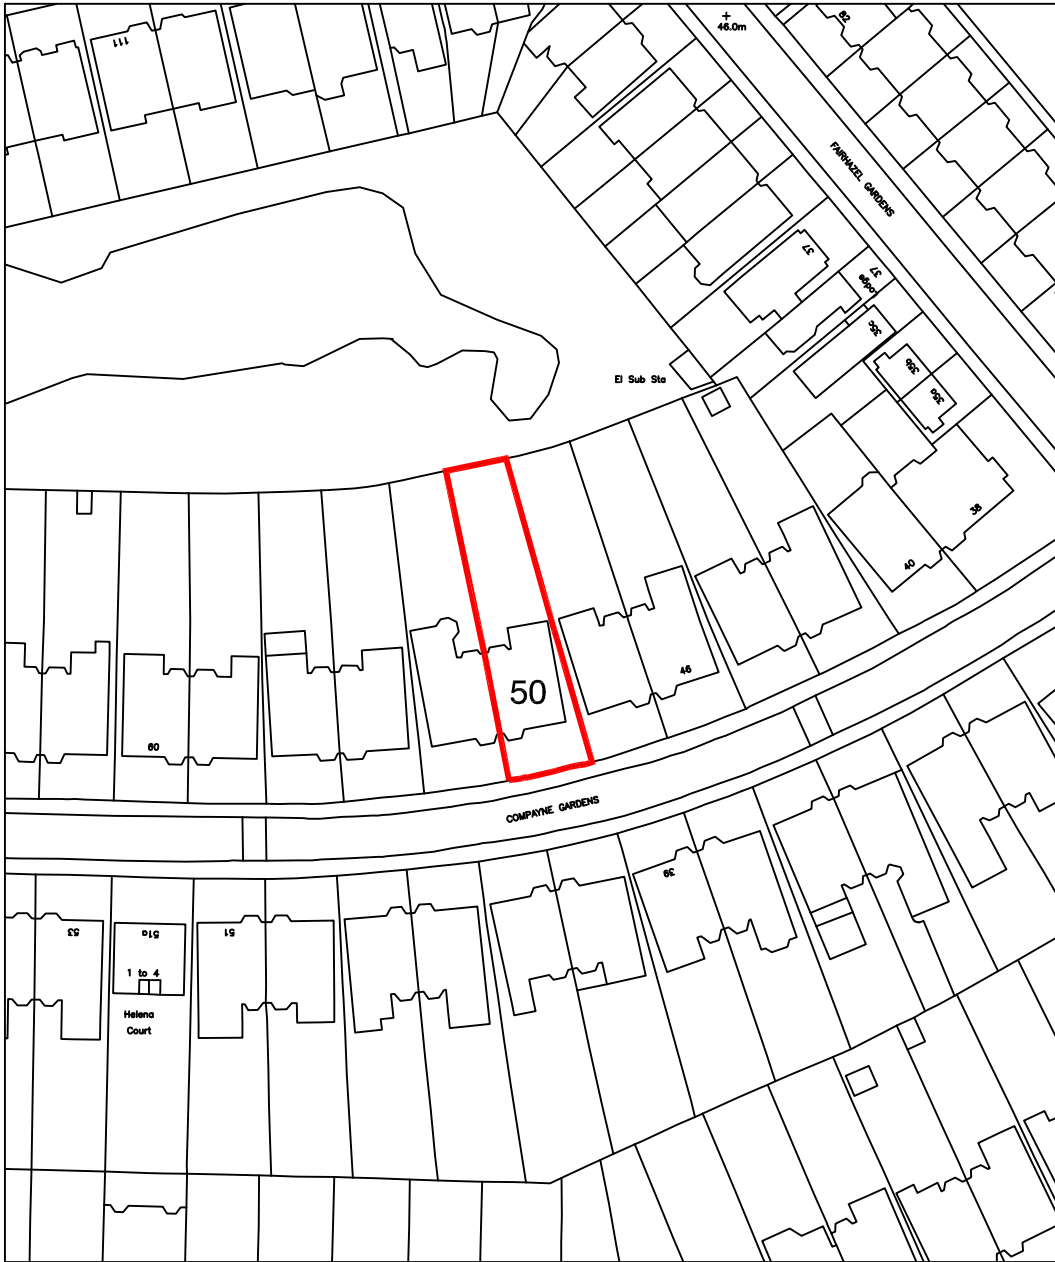 46.0m
82
111
FAIRHAZEL GARDENS
37
37
Lodge
35c
35b
35a
El Sub Sta
38
40
46
50
60
COMPAYNE GARDENS
39
53
51a
51
1 to 4
Helena
Court